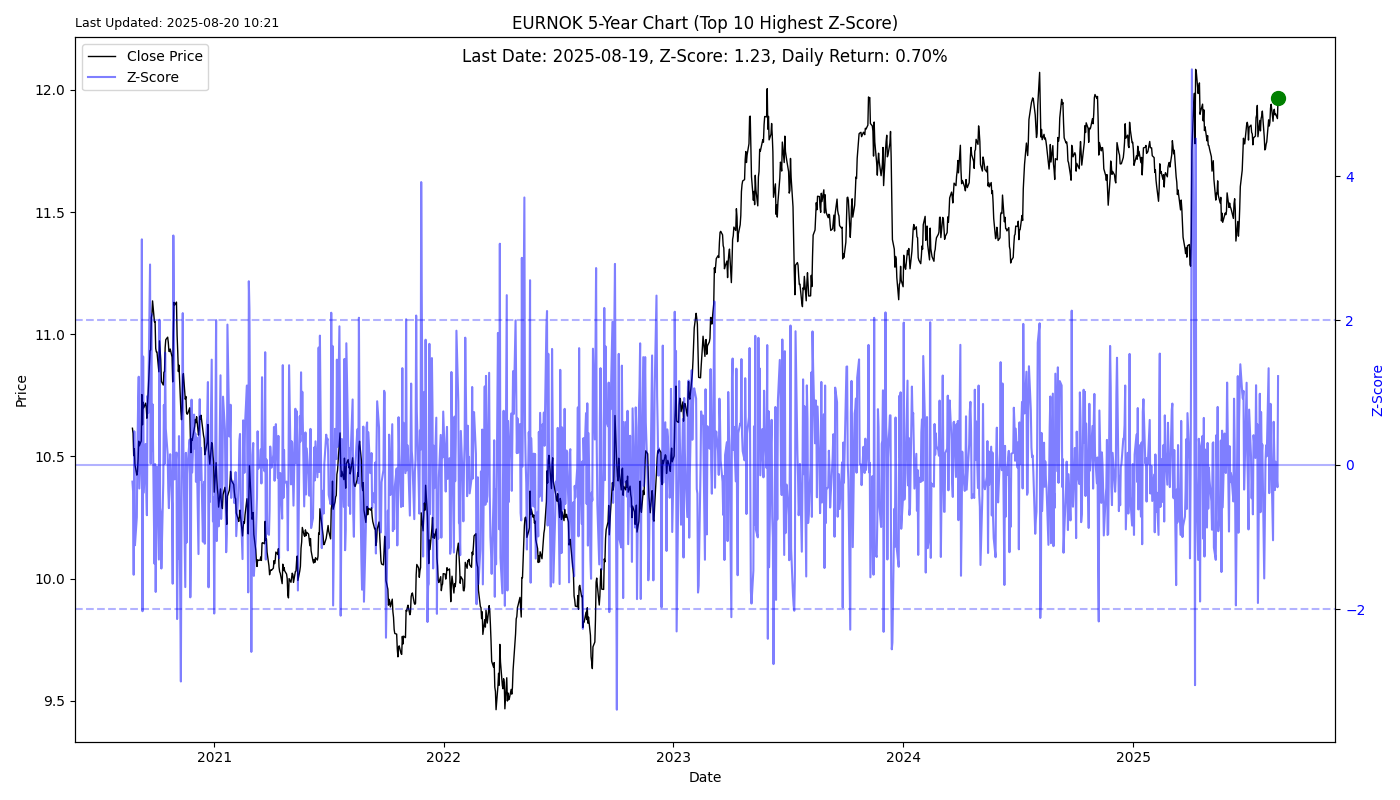 Last Updated: 2025-08-20 10:21
EURNOK 5-Year Chart (Top 10 Highest Z-Score)
Last Date: 2025-08-19, Z-Score: 1.23, Daily Return: 0.70%
Close Price
Z-Score
12.0
11.5
11.0
10.5
10.0
9.5
Price
4
2
0
−2
Z-Score
2021
2022
2023
2024
2025
Date